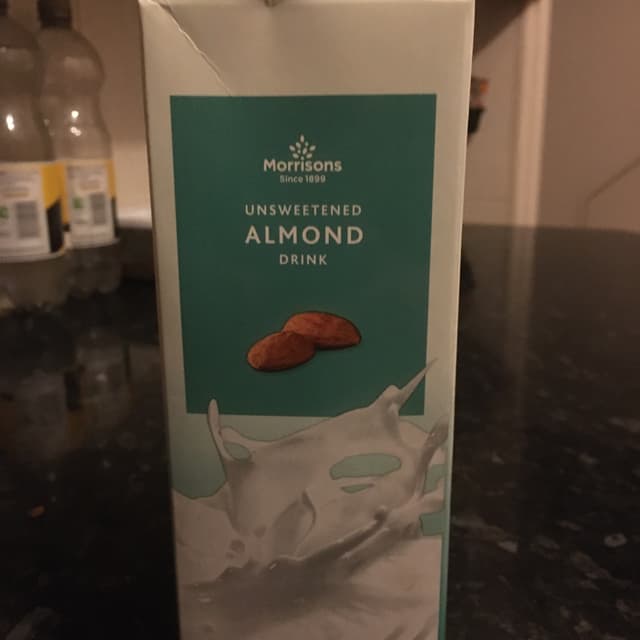 Morrisons
Since 1899
UNSWEETENED
ALMOND
DRINK